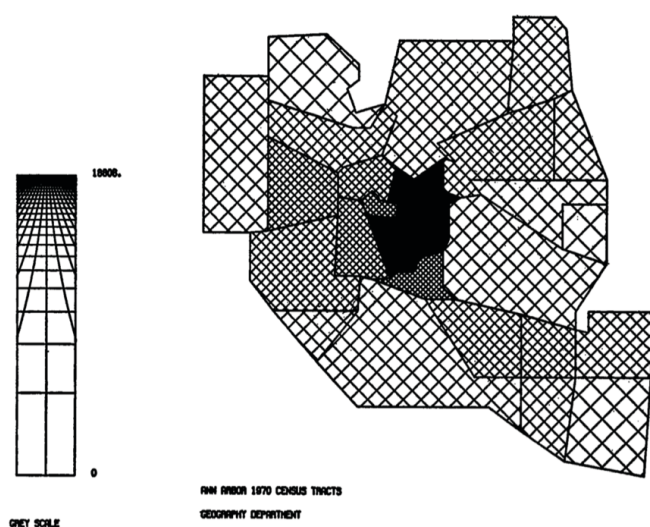 18808.
0
ANN ARBOR 1970 CENSUS TRACTS
GEOGRAPHY DEPARTMENT
GREY SCALE